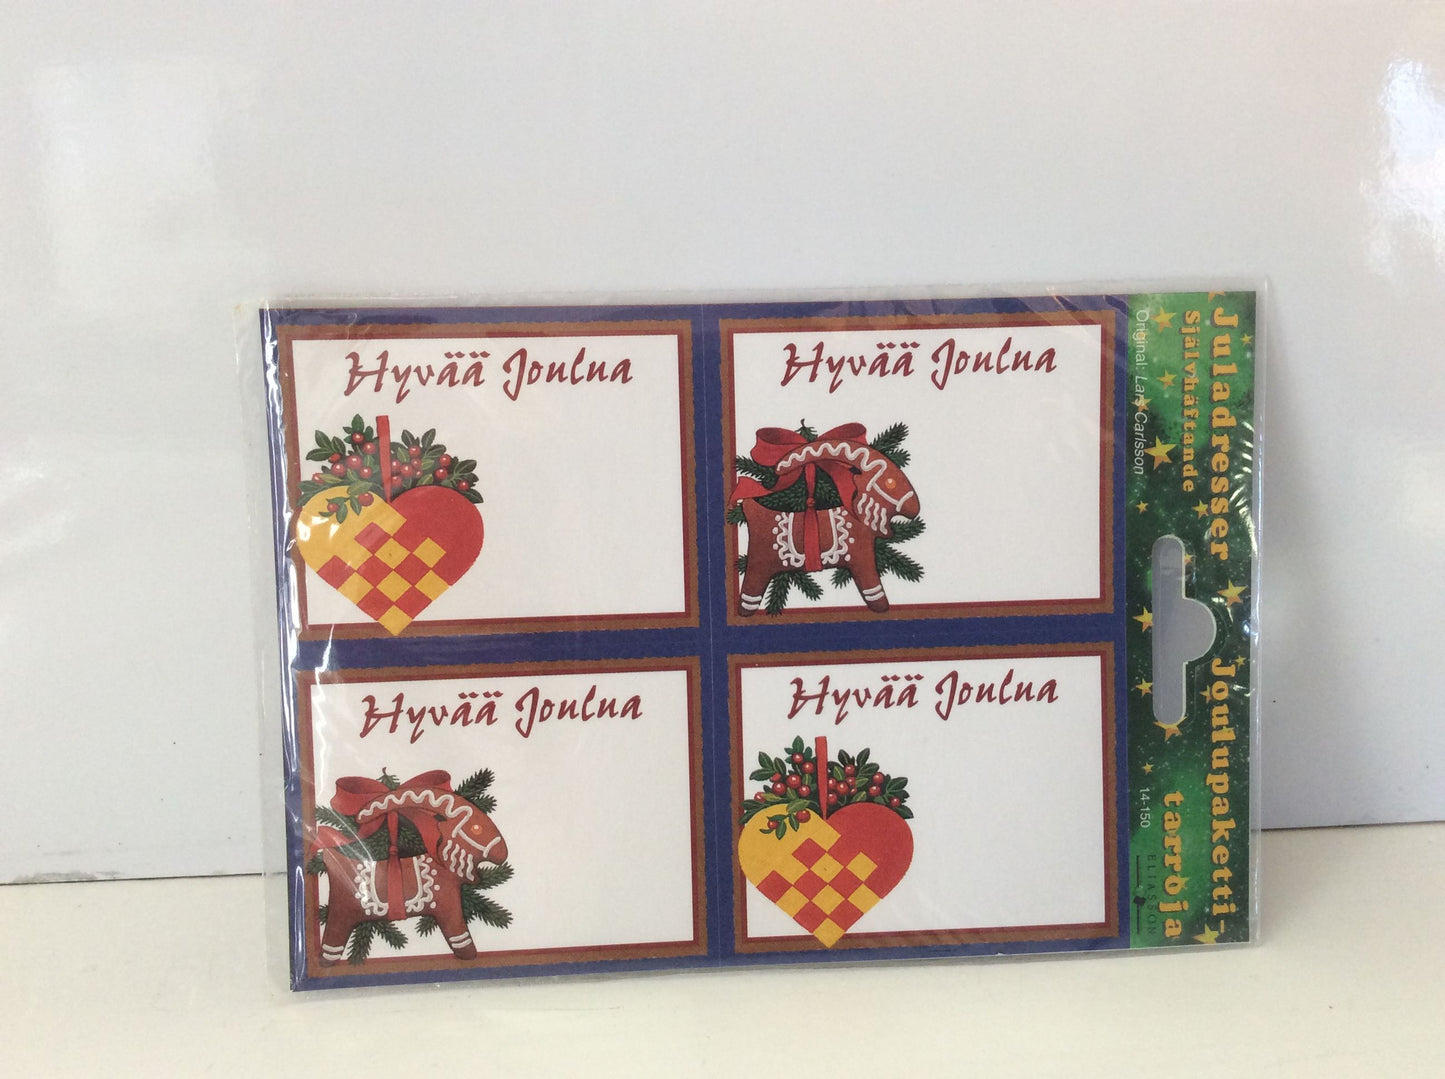 Hyvää Joulua
Hyvää Joulua
Hyvää Joulua
Hyvää Joulua
Juladresser
Självhäftande
Original: Lars Carlsson
Joulupaketti-
tarroja
14-150
ELIASSON